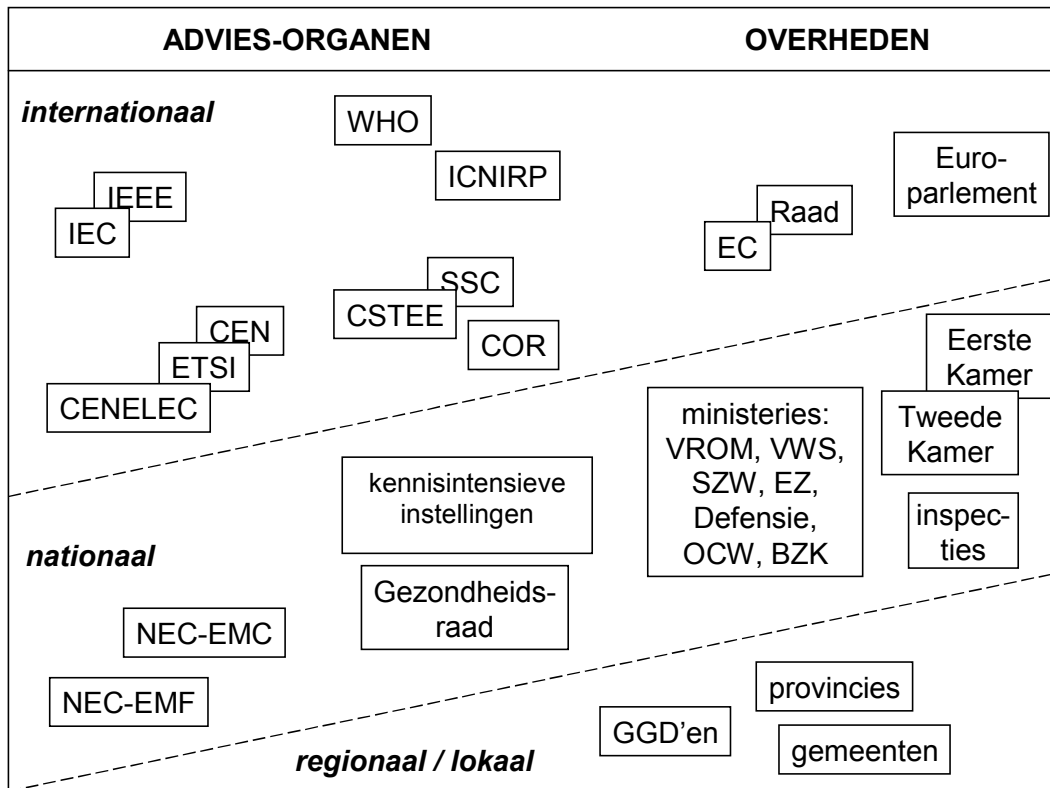 ADVIES-ORGANEN
OVERHEDEN
internationaal
WHO
ICNIRP
IEEE
IEC
SSC
CSTEE
COR
CEN
ETSI
CENELEC
Raad
EC
Euro-
parlement
nationaal
kennisintensieve
instellingen
Gezondheids-
raad
NEC-EMC
NEC-EMF
ministeries:
VROM, VWS,
SZW, EZ,
Defensie,
OCW, BZK
Eerste
Kamer
Tweede
Kamer
inspec-
ties
regionaal / lokaal
GGD'en
provincies
gemeenten